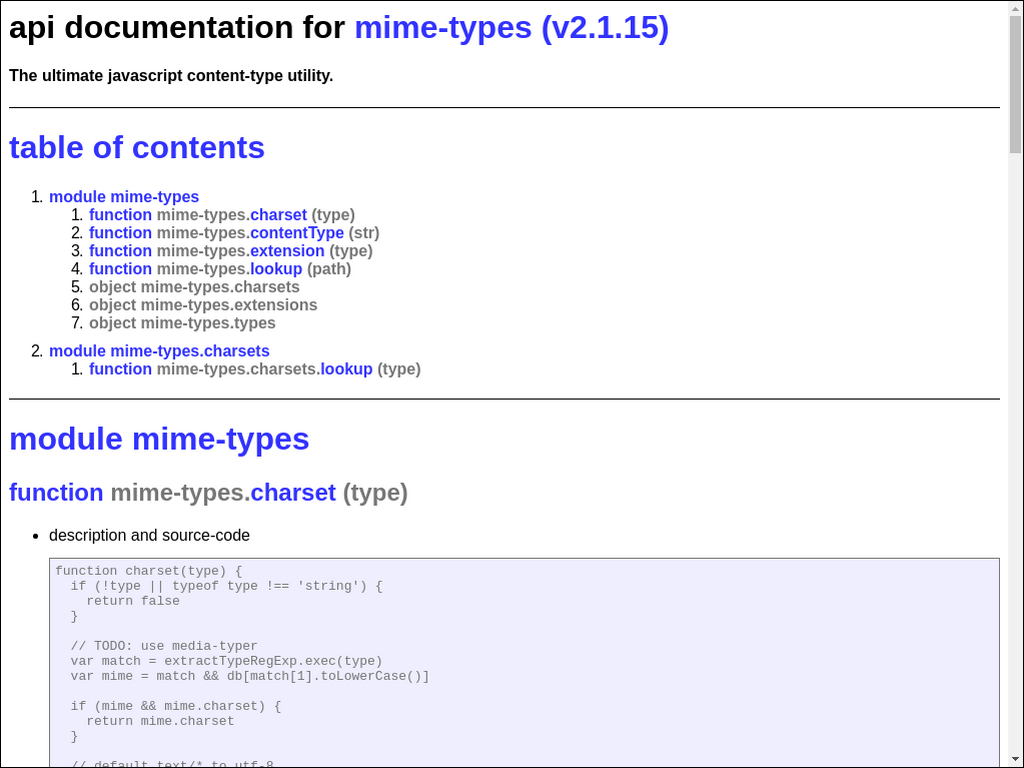 api documentation for mime-types (v2.1.15)
The ultimate javascript content-type utility.
table of contents
1. module mime-types
1. function mime-types.charset (type)
2. function mime-types.contentType (str)
3. function mime-types.extension (type)
4. function mime-types.lookup (path)
5. object mime-types.charsets
6. object mime-types.extensions
7. object mime-types.types
2. module mime-types.charsets
1. function mime-types.charsets.lookup (type)
module mime-types
function mime-types.charset (type)
• description and source-code
function charset(type) {
  if (!type || typeof type !== 'string') {
    return false
  }
  // TODO: use media-typer
  var match = extractTypeRegExp.exec(type)
  var mime = match && db[match[1].toLowerCase()]
  if (mime && mime.charset) {
    return mime.charset
  }
  // default text/* to utf-8